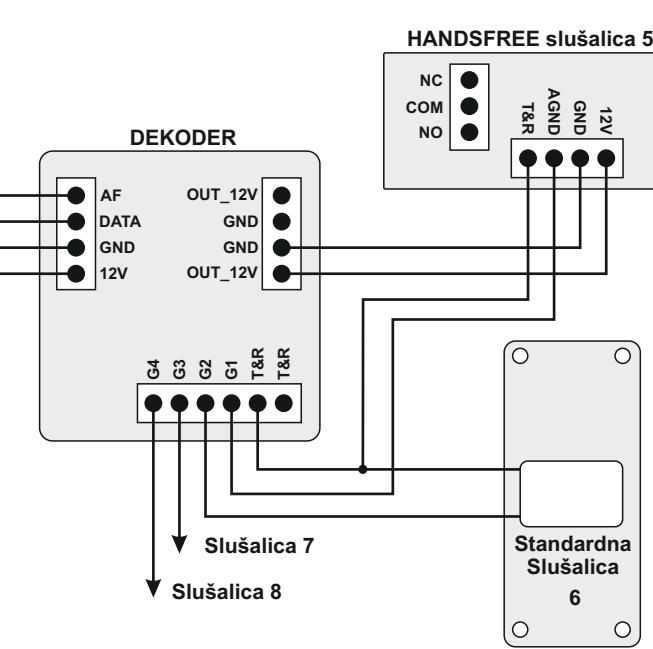 HANDSFREE slušalica 5
NC
COM
NO
T&R
AGND
GND
12V
DEKODER
AF
DATA
GND
12V
OUT_12V
GND
GND
OUT_12V
G4
G3
G2
G1
T&R
T&R
Slušalica 7
Slušalica 8
Standardna
Slušalica
6